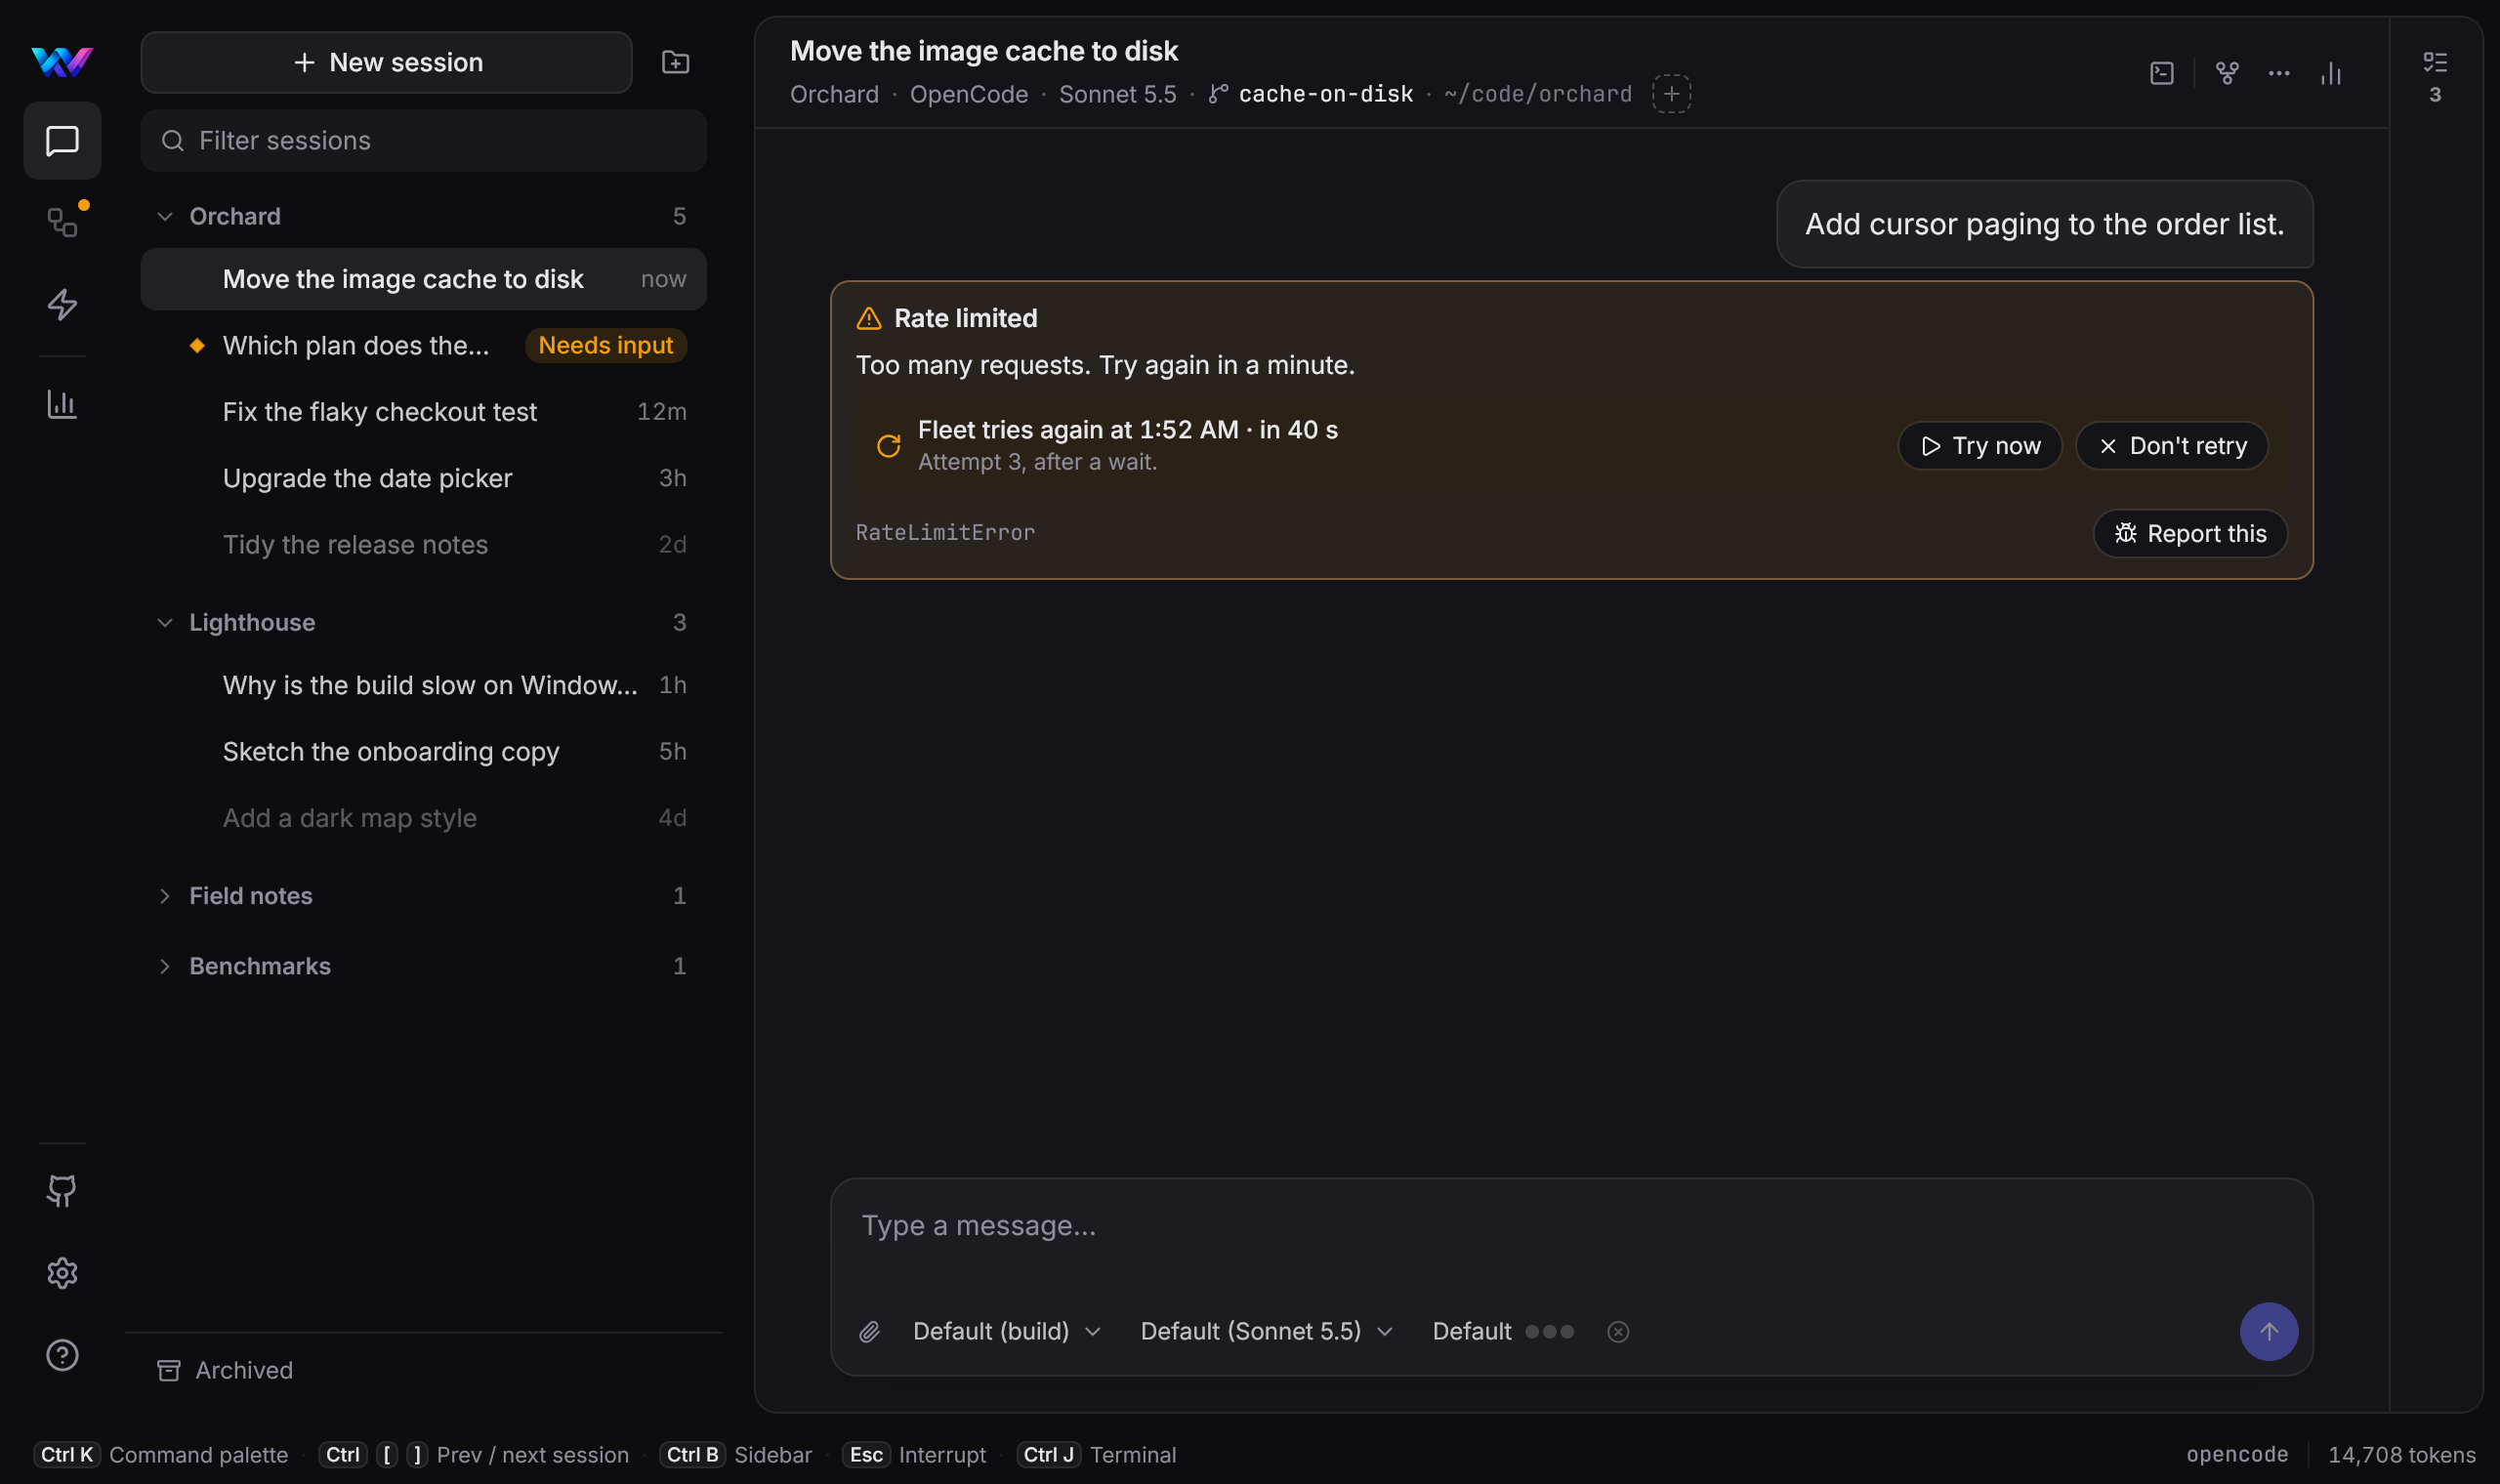 New session
Filter sessions
Orchard 5
Move the image cache to disk now
Which plan does the... Needs input
Fix the flaky checkout test 12m
Upgrade the date picker 3h
Tidy the release notes 2d
Lighthouse 3
Why is the build slow on Window... 1h
Sketch the onboarding copy 5h
Add a dark map style 4d
Field notes 1
Benchmarks 1
Archived
Move the image cache to disk
Orchard · OpenCode · Sonnet 5.5 · cache-on-disk · ~/code/orchard
3
Add cursor paging to the order list.
Rate limited
Too many requests. Try again in a minute.
Fleet tries again at 1:52 AM · in 40 s
Attempt 3, after a wait.
Try now
Don't retry
RateLimitError
Report this
Type a message...
Default (build) Default (Sonnet 5.5) Default
Ctrl K Command palette · Ctrl [ ] Prev / next session · Ctrl B Sidebar · Esc Interrupt · Ctrl J Terminal
opencode 14,708 tokens